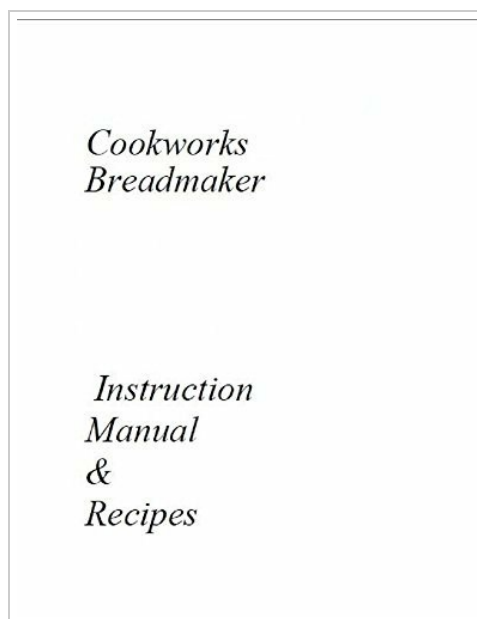 Cookworks
Breadmaker
Instruction
Manual
&
Recipes